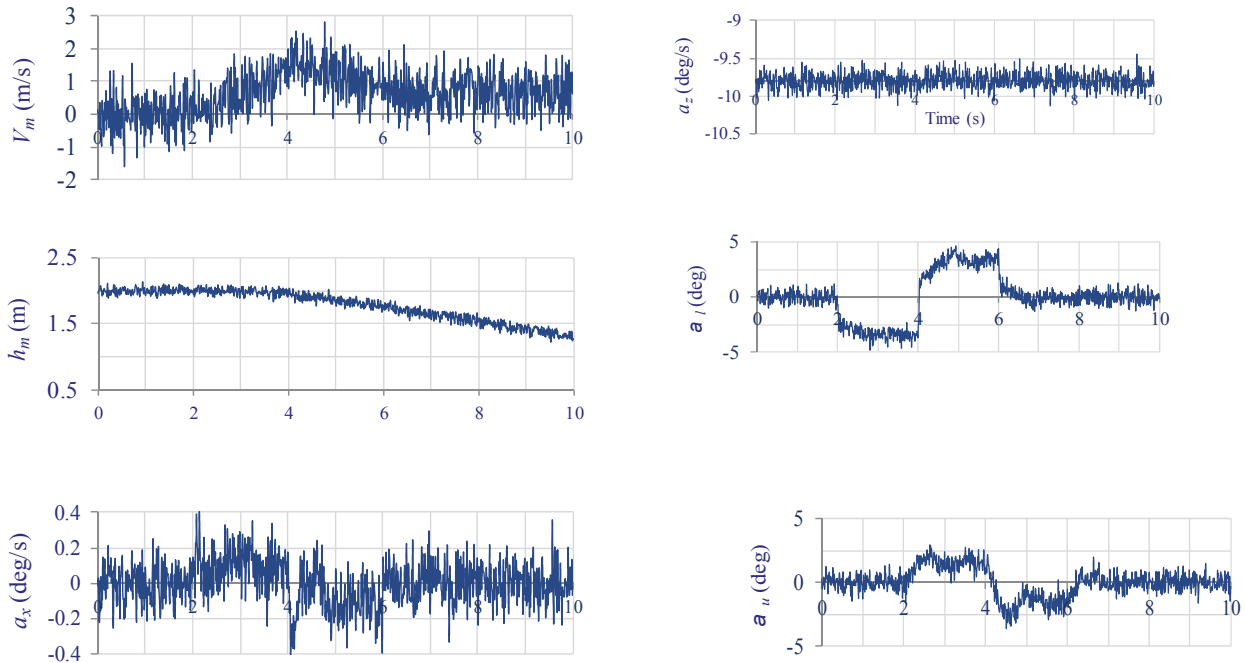 3
2
1
0
-1
-2
0 2 4 6 8 10
V_m (m/s)
-9
-9.5
-10
-10.5
0 2 4 6 8 10
a_z (deg/s)
Time (s)
2.5
1.5
0.5
0 2 4 6 8 10
h_m (m)
5
0
-5
0 2 4 6 8 10
a_l (deg)
0.4
0.2
0
-0.2
-0.4
0 2 4 6 8 10
a_x (deg/s)
5
0
-5
0 2 4 6 8 10
a_u (deg)